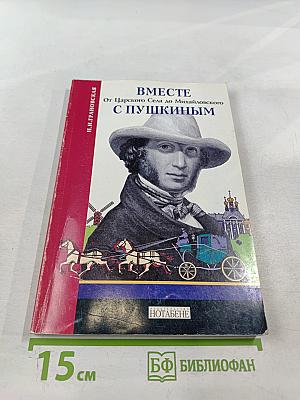 Н.И.ГРАНОВСКАЯ
ВМЕСТЕ
От Царского Села до Михайловского
С ПУШКИНЫМ
НОТАБЕНЕ
15 см
БФ БИБЛИОФАН